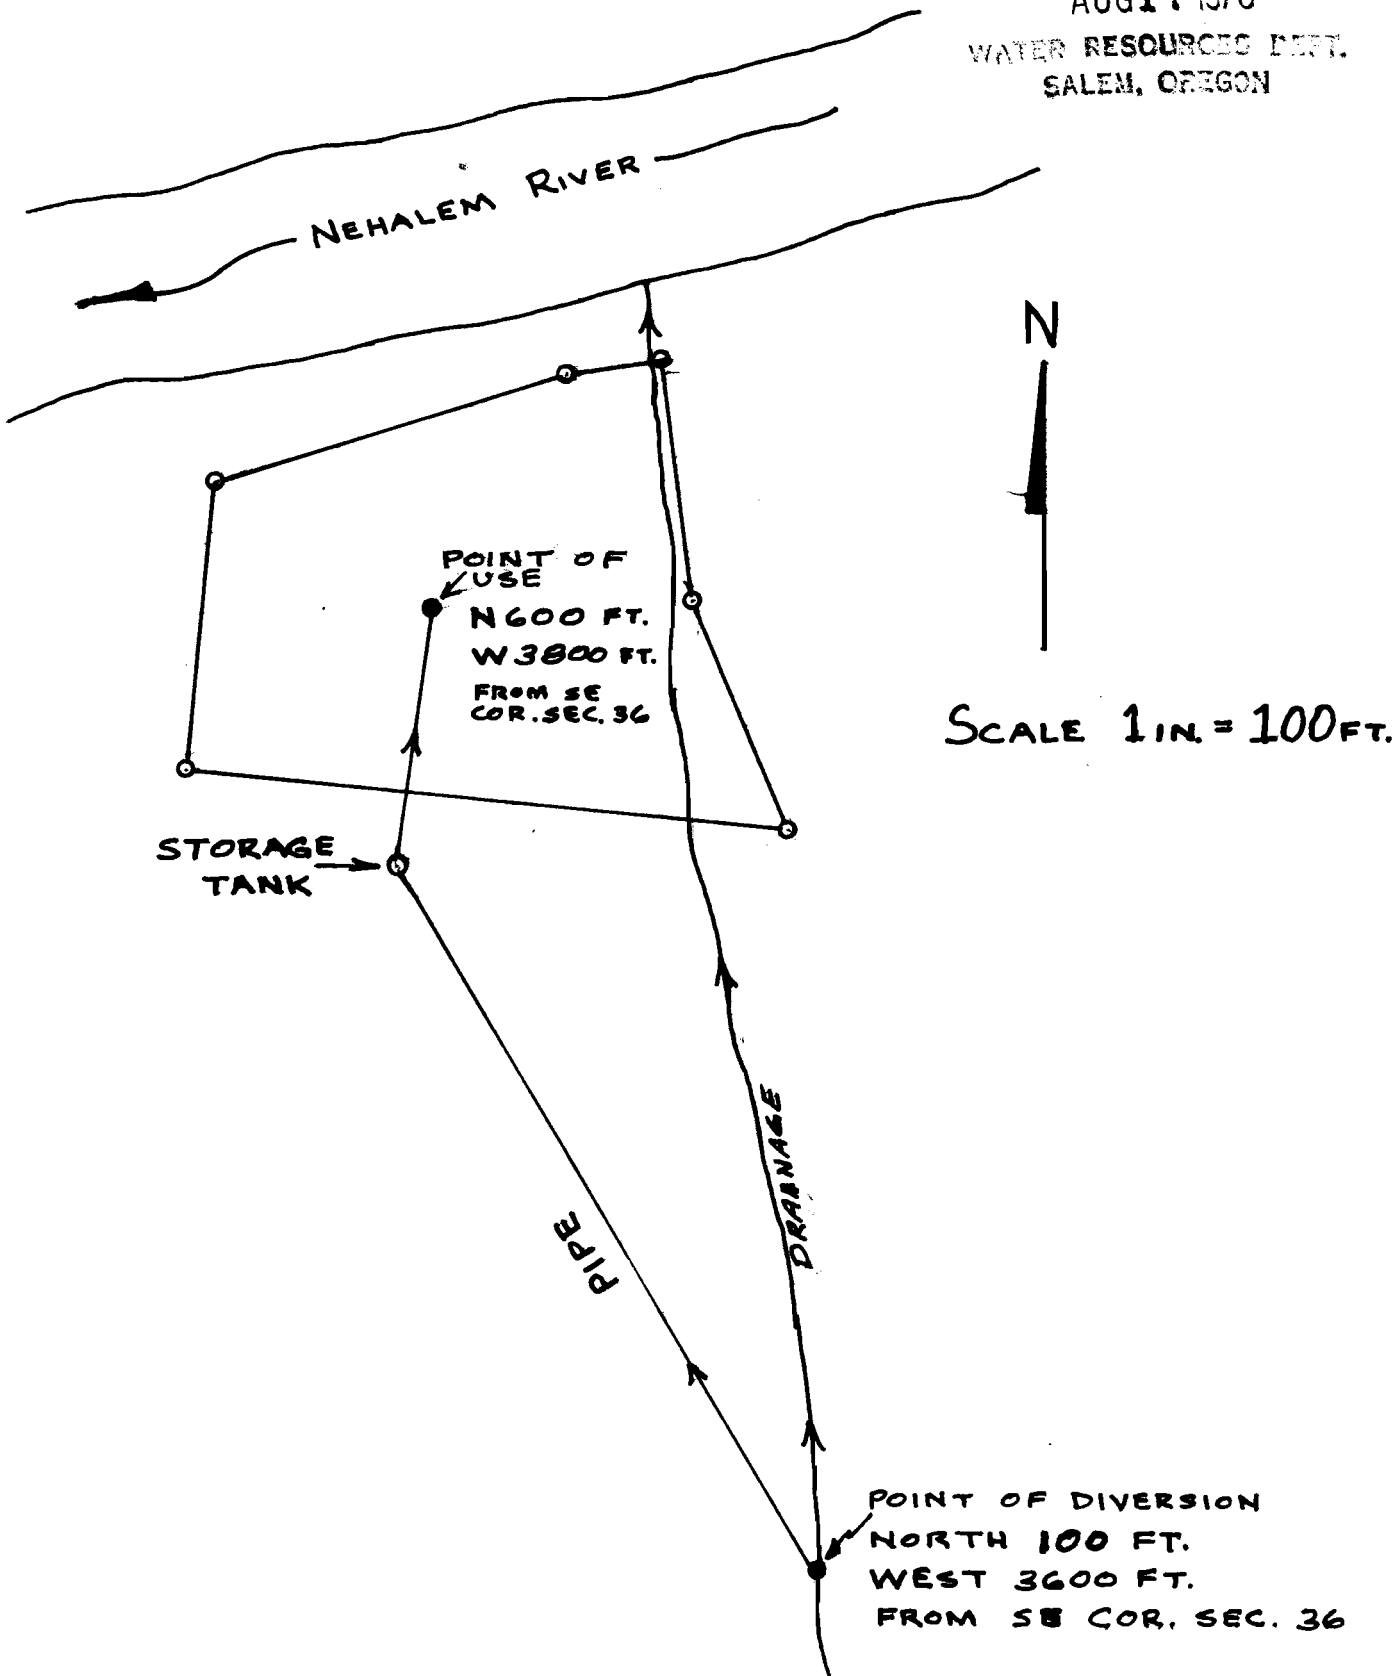 WATER RESOURCES DEPT.
SALEM, OREGON
NEHALEM RIVER
N
POINT OF
USE
N 600 FT.
W 3800 FT.
FROM SE
COR. SEC. 36
SCALE 1 IN. = 100 FT.
STORAGE
TANK
DRAINAGE
PIPE
POINT OF DIVERSION
NORTH 100 FT.
WEST 3600 FT.
FROM SE COR. SEC. 36